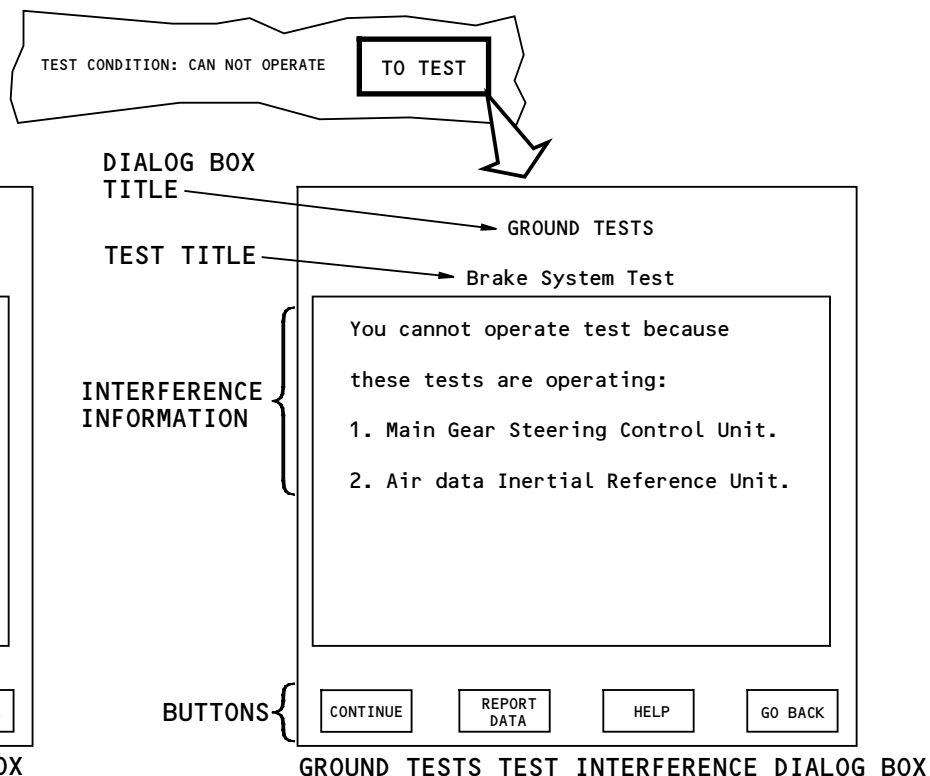 TEST CONDITION: CAN NOT OPERATE
TO TEST
DIALOG BOX
TITLE
GROUND TESTS
TEST TITLE
Brake System Test
You cannot operate test because
these tests are operating:
INTERFERENCE
INFORMATION
1. Main Gear Steering Control Unit.
2. Air data Inertial Reference Unit.
BUTTONS
CONTINUE
REPORT
DATA
HELP
GO BACK
GROUND TESTS TEST INTERFERENCE DIALOG BOX